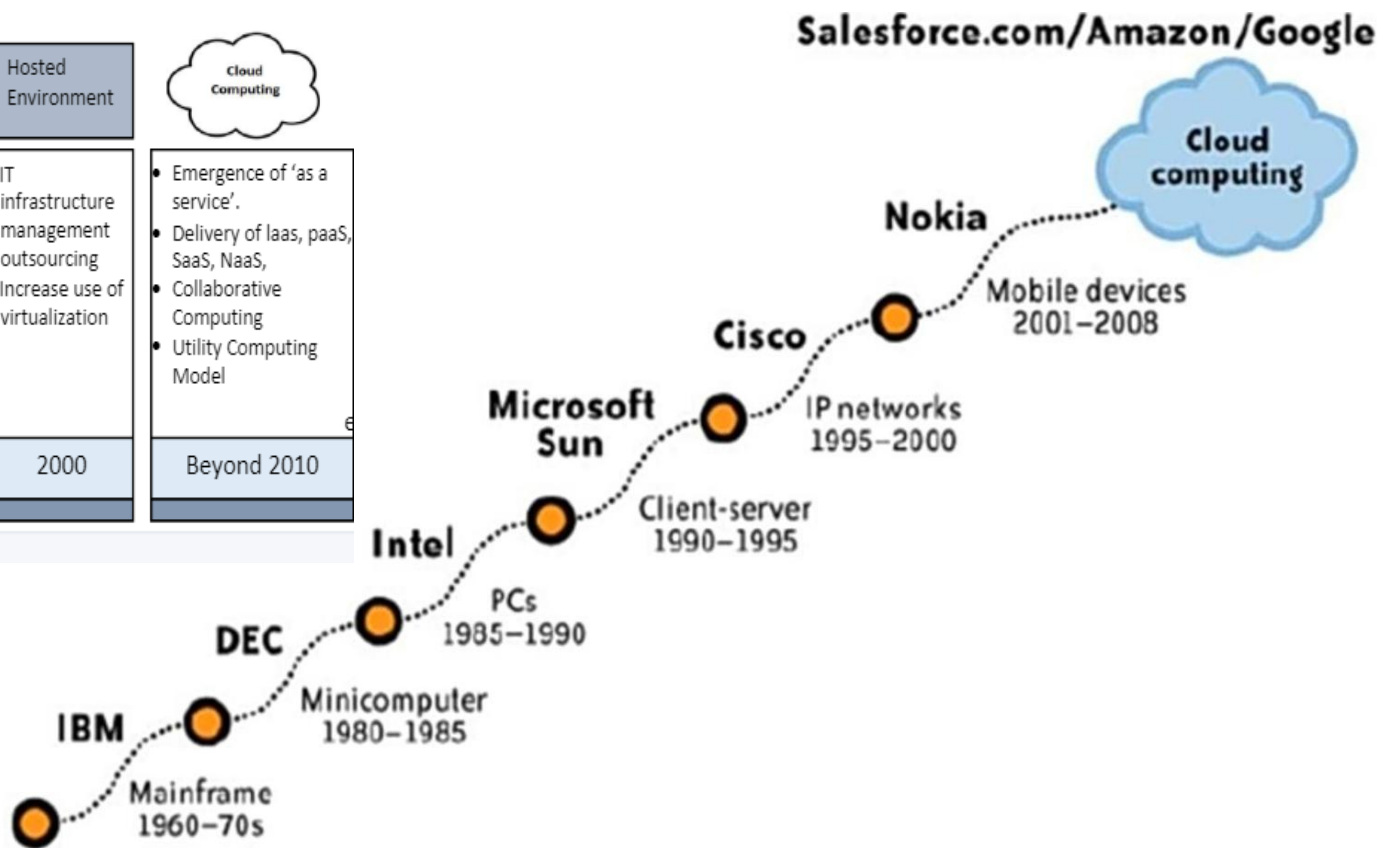 Hosted
Environment
IT
infrastructure
management
outsourcing
Increase use of
virtualization
2000
Cloud
Computing
• Emergence of ‘as a
service’.
• Delivery of Iaas, paaS,
SaaS, NaaS,
• Collaborative
Computing
• Utility Computing
Model
e
Beyond 2010
Salesforce.com/Amazon/Google
Cloud
computing
Nokia
Mobile devices
2001–2008
Cisco
IP networks
1995–2000
Microsoft
Sun
Client-server
1990–1995
Intel
PCs
1985–1990
DEC
Minicomputer
1980–1985
IBM
Mainframe
1960–70s